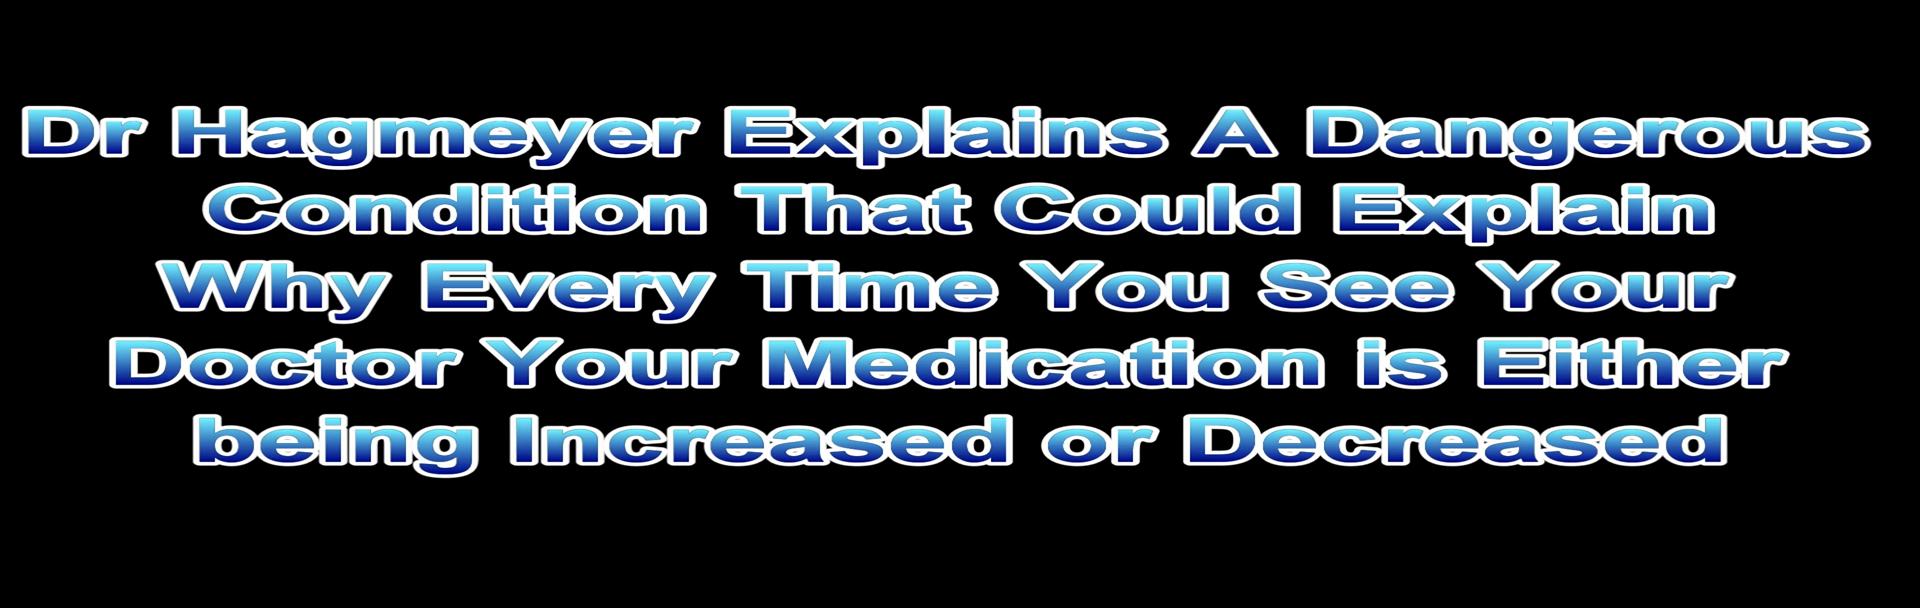 Dr Hagmeyer Explains A Dangerous
Condition That Could Explain
Why Every Time You See Your
Doctor Your Medication is Either
being Increased or Decreased